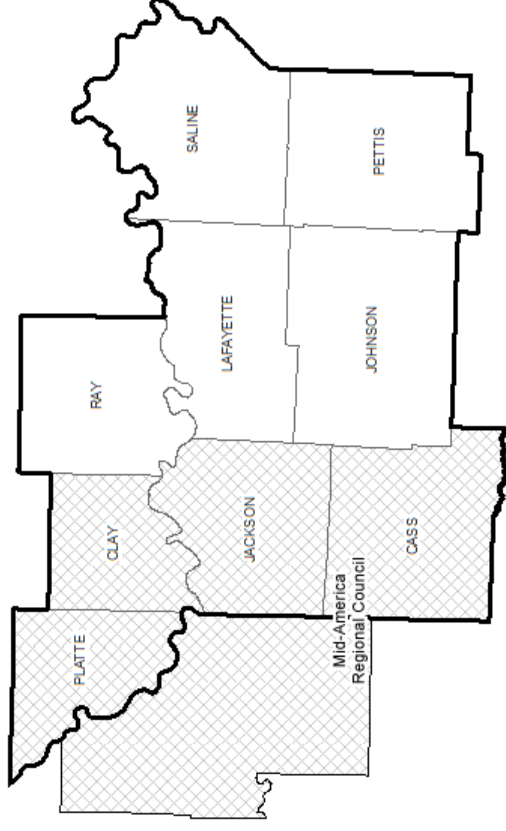 PLATTE
CLAY
RAY
SALINE
LAFAYETTE
JACKSON
PETTIS
JOHNSON
CASS
Mid-America
Regional Council